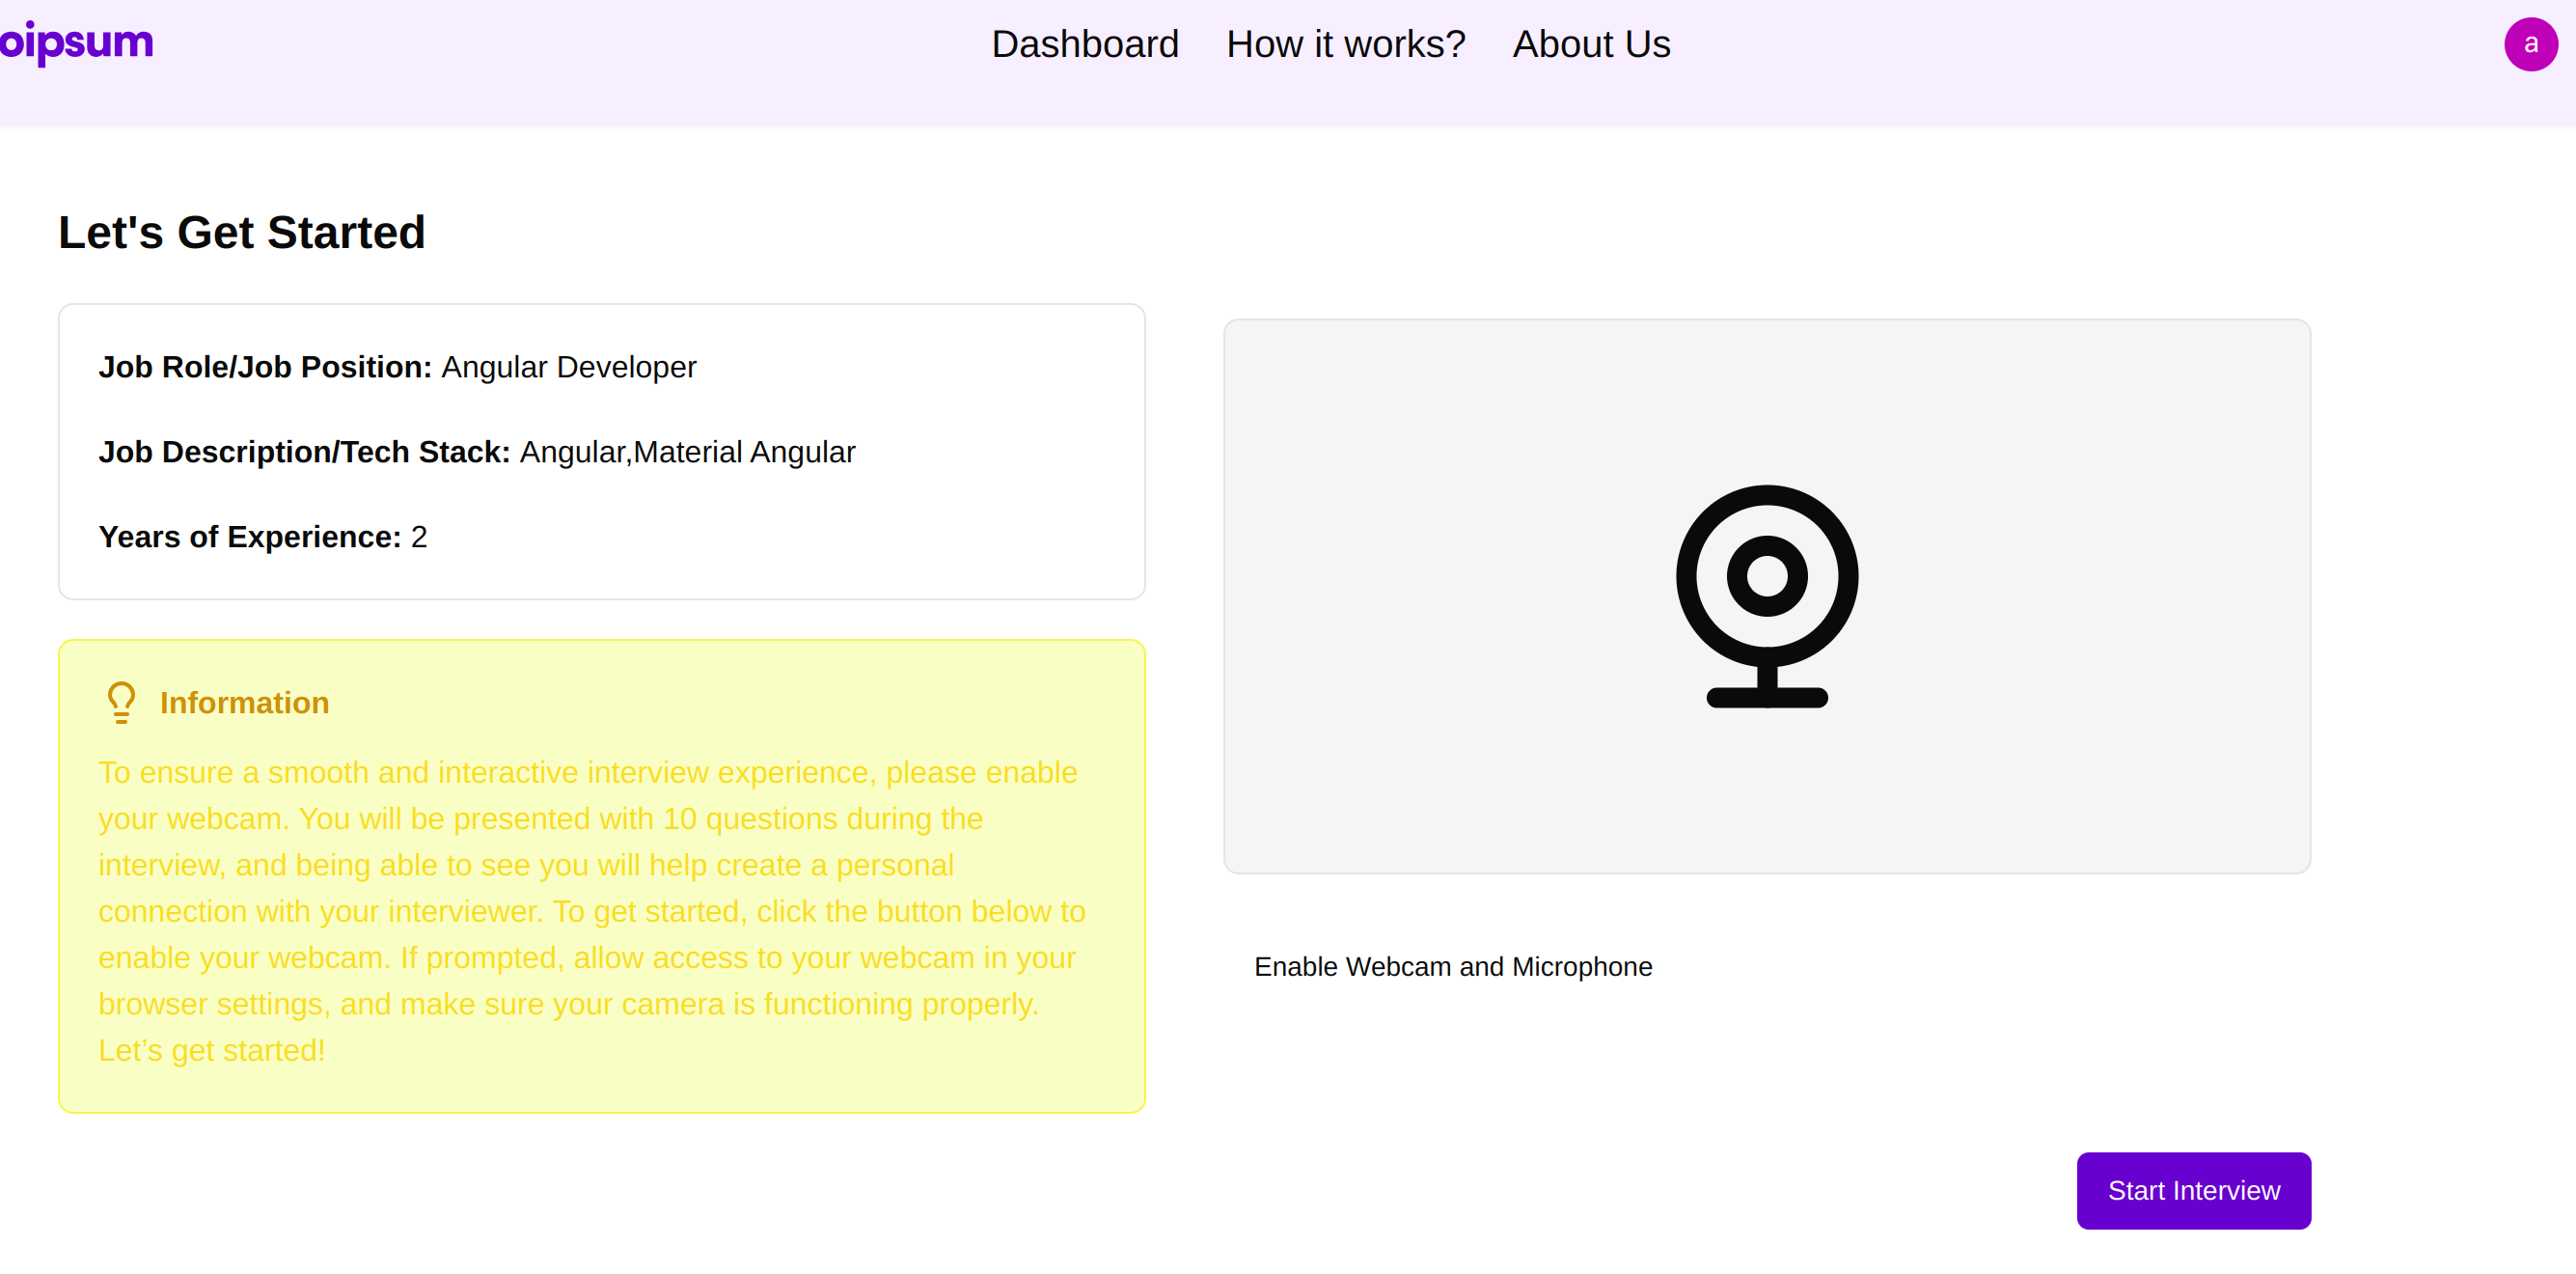 oipsum
Dashboard How it works? About Us
a
Let's Get Started
Job Role/Job Position: Angular Developer
Job Description/Tech Stack: Angular,Material Angular
Years of Experience: 2
Information
To ensure a smooth and interactive interview experience, please enable
your webcam. You will be presented with 10 questions during the
interview, and being able to see you will help create a personal
connection with your interviewer. To get started, click the button below to
enable your webcam. If prompted, allow access to your webcam in your
browser settings, and make sure your camera is functioning properly.
Let’s get started!
Enable Webcam and Microphone
Start Interview